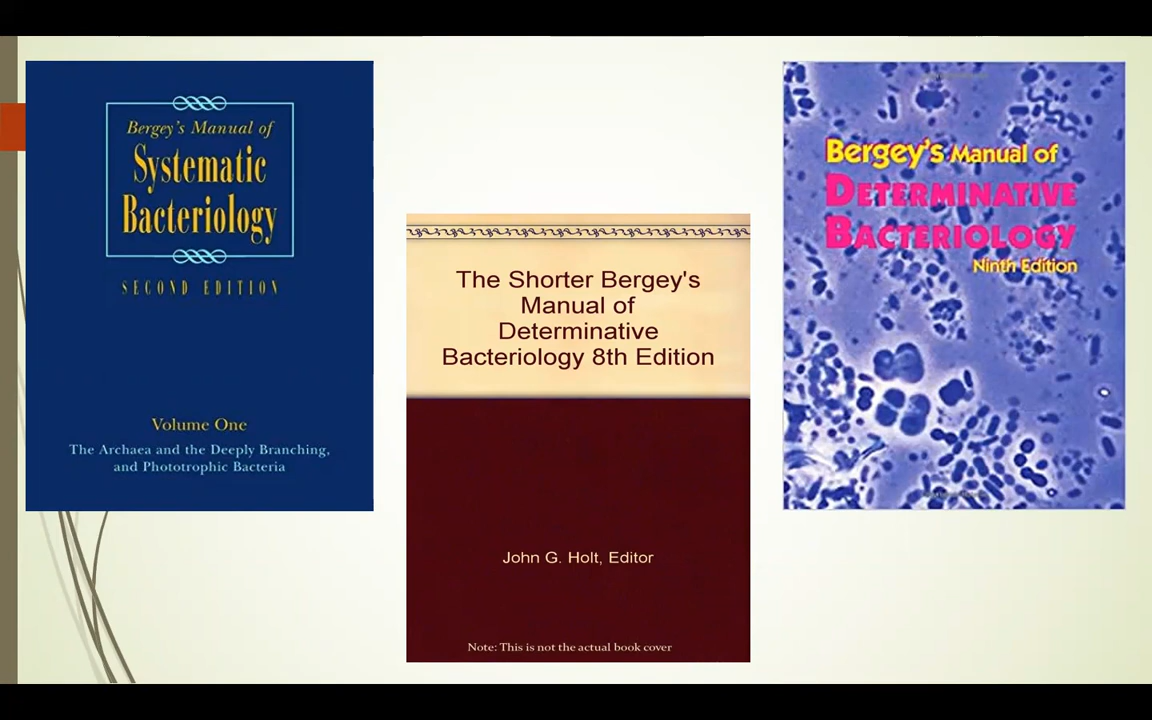 Bergey's Manual of
Systematic
Bacteriology
SECOND EDITION
Volume One
The Archaea and the Deeply Branching,
and Phototrophic Bacteria
The Shorter Bergey's
Manual of
Determinative
Bacteriology 8th Edition
John G. Holt, Editor
Note: This is not the actual book cover
Bergey's Manual of
DETERMINATIVE
BACTERIOLOGY
Ninth Edition